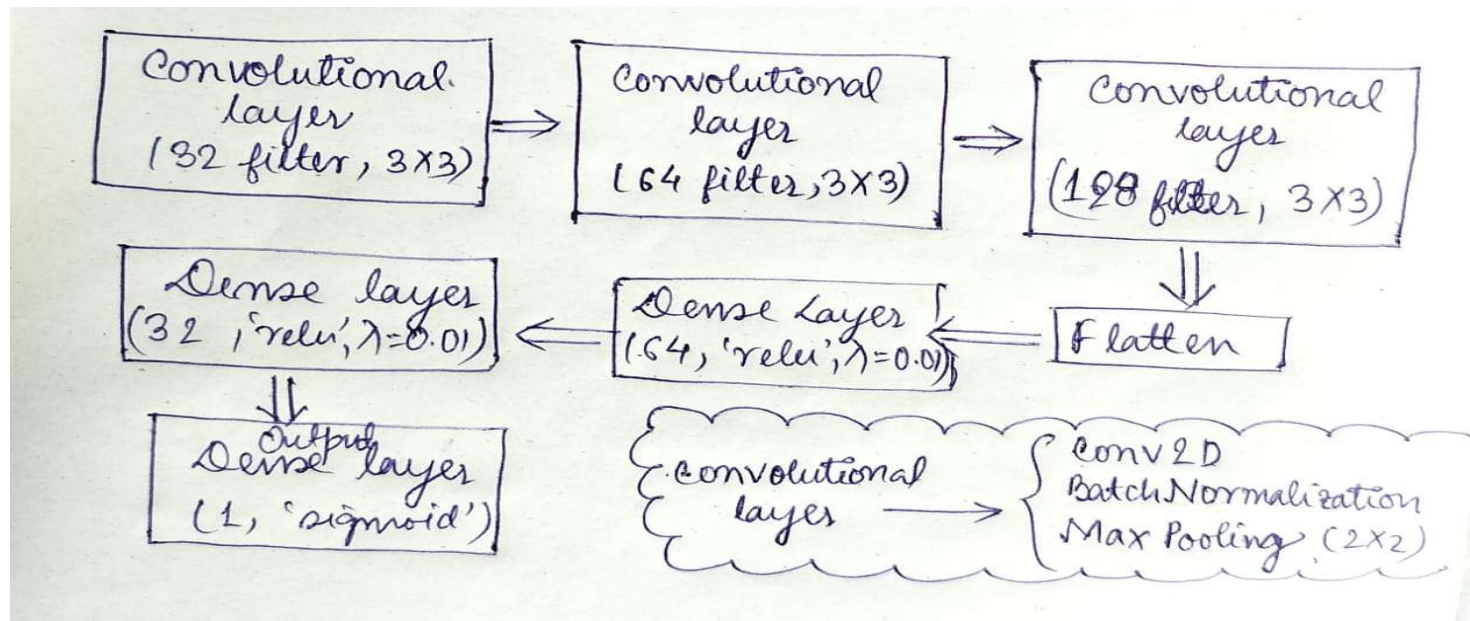 Convolutional
layer
(32 filter, 3x3)
Convolutional
layer
(64 filter, 3x3)
Convolutional
layer
(128 filter, 3x3)
Flatten
Dense Layer
(64, 'relu', λ=0.01)
Dense layer
(32, 'relu', λ=0.01)
Output
Dense layer
(1, 'sigmoid')
Convolutional
layer
Conv2D
Batch Normalization
Max Pooling (2x2)